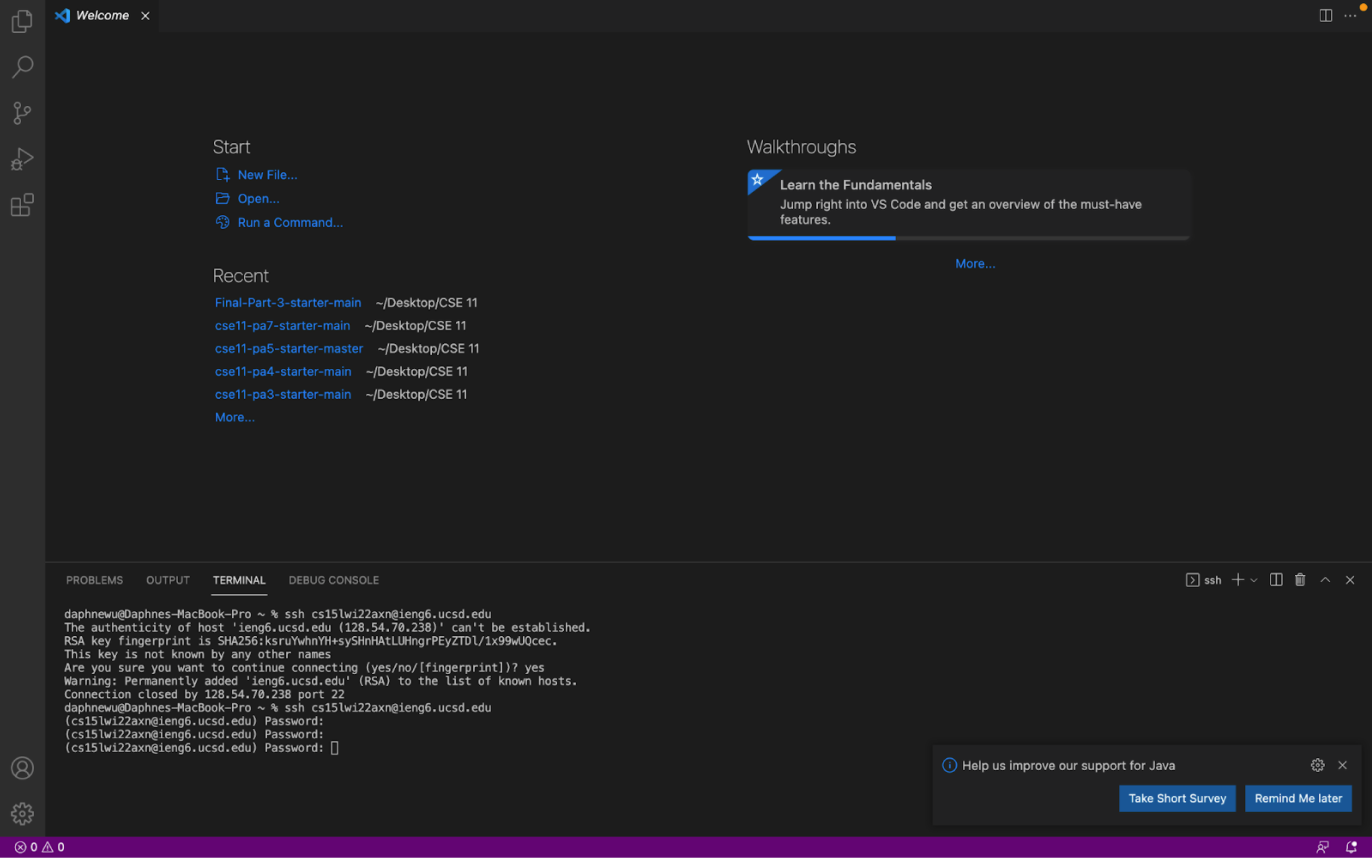 Welcome
Start
New File...
Open...
Run a Command...
Recent
Final-Part-3-starter-main ~/Desktop/CSE 11
cse11-pa7-starter-main ~/Desktop/CSE 11
cse11-pa5-starter-master ~/Desktop/CSE 11
cse11-pa4-starter-main ~/Desktop/CSE 11
cse11-pa3-starter-main ~/Desktop/CSE 11
More...
Walkthroughs
Learn the Fundamentals
Jump right into VS Code and get an overview of the must-have
features.
More...
PROBLEMS OUTPUT TERMINAL DEBUG CONSOLE
ssh
daphnewu@Daphnes-MacBook-Pro ~ % ssh cs15lwi22axn@ieng6.ucsd.edu
The authenticity of host 'ieng6.ucsd.edu (128.54.70.238)' can't be established.
RSA key fingerprint is SHA256:ksruYwhnYH+sySHnHAtLUHngrPEyZTDl/1x99wUQcec.
This key is not known by any other names
Are you sure you want to continue connecting (yes/no/[fingerprint])? yes
Warning: Permanently added 'ieng6.ucsd.edu' (RSA) to the list of known hosts.
Connection closed by 128.54.70.238 port 22
daphnewu@Daphnes-MacBook-Pro ~ % ssh cs15lwi22axn@ieng6.ucsd.edu
(cs15lwi22axn@ieng6.ucsd.edu) Password:
(cs15lwi22axn@ieng6.ucsd.edu) Password:
(cs15lwi22axn@ieng6.ucsd.edu) Password:
Help us improve our support for Java
Take Short Survey
Remind Me later
0 0